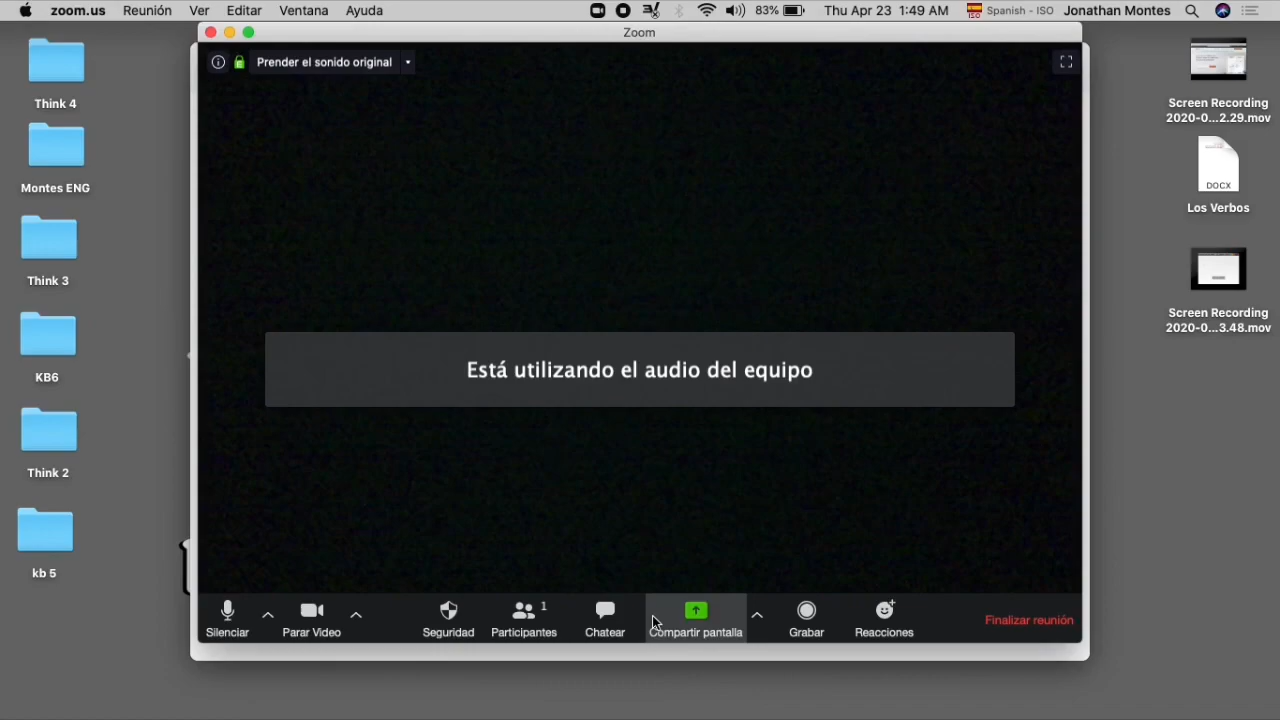 zoom.us Reunión Ver Editar Ventana Ayuda 83% Thu Apr 23 1:49 AM ISO Spanish - ISO Jonathan Montes
Zoom
Prender el sonido original
Think 4
Montes ENG
Think 3
KB6
Think 2
kb 5
Screen Recording
2020-0...2.29.mov
DOCX
Los Verbos
Screen Recording
2020-0...3.48.mov
Está utilizando el audio del equipo
1
Silenciar Parar Video Seguridad Participantes Chatear Compartir pantalla Grabar Reacciones Finalizar reunión